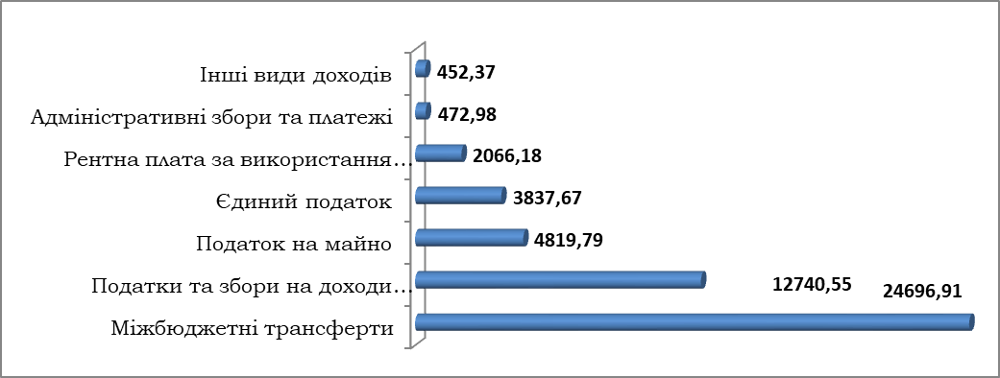 Інші види доходів 452,37
Адміністративні збори та платежі 472,98
Рентна плата за використання… 2066,18
Єдиний податок 3837,67
Податок на майно 4819,79
Податки та збори на доходи… 12740,55
Міжбюджетні трансферти 24696,91